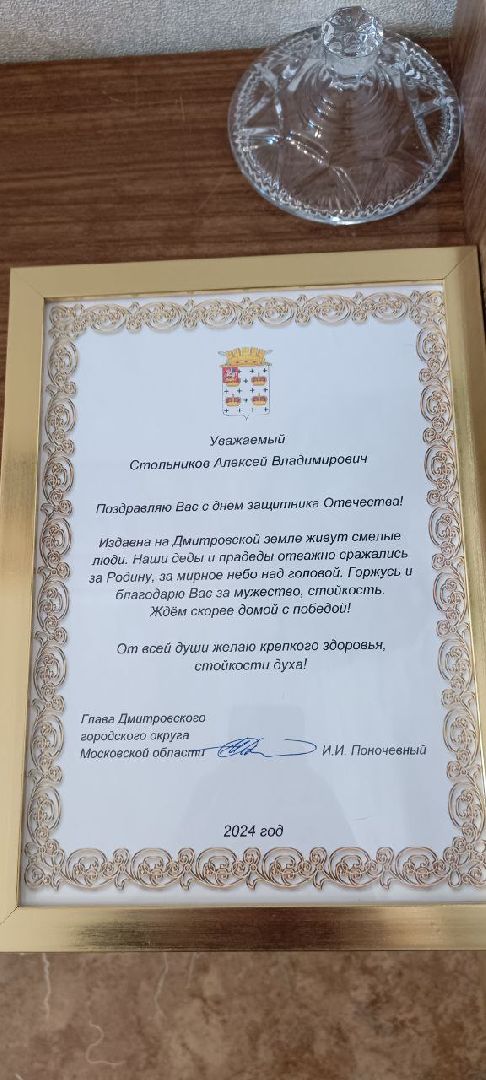 Уважаемый
Стольников Алексей Владимирович
Поздравляю Вас с днем защитника Отечества!
Издавна на Дмитровской земле живут смелые
люди. Наши деды и прадеды отважно сражались
за Родину, за мирное небо над головой. Горжусь и
благодарю Вас за мужество, стойкость.
Ждём скорее домой с победой!
От всей души желаю крепкого здоровья,
стойкости духа!
Глава Дмитровского
городского округа
Московской области И.И. Поночевный
2024 год